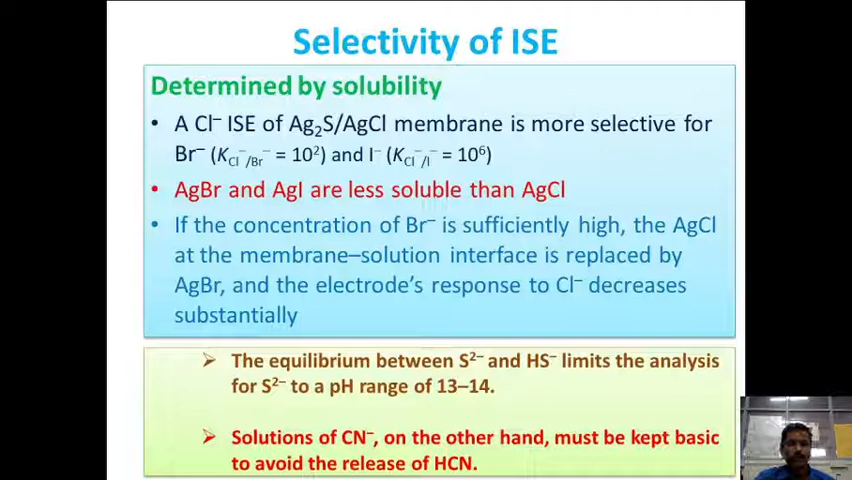 Selectivity of ISE
Determined by solubility
• A Cl⁻ ISE of Ag₂S/AgCl membrane is more selective for
Br⁻ (K Cl⁻/Br⁻ = 10²) and I⁻ (K Cl⁻/I⁻ = 10⁶)
• AgBr and AgI are less soluble than AgCl
• If the concentration of Br⁻ is sufficiently high, the AgCl
at the membrane–solution interface is replaced by
AgBr, and the electrode's response to Cl⁻ decreases
substantially
➢ The equilibrium between S²⁻ and HS⁻ limits the analysis
for S²⁻ to a pH range of 13–14.
➢ Solutions of CN⁻, on the other hand, must be kept basic
to avoid the release of HCN.